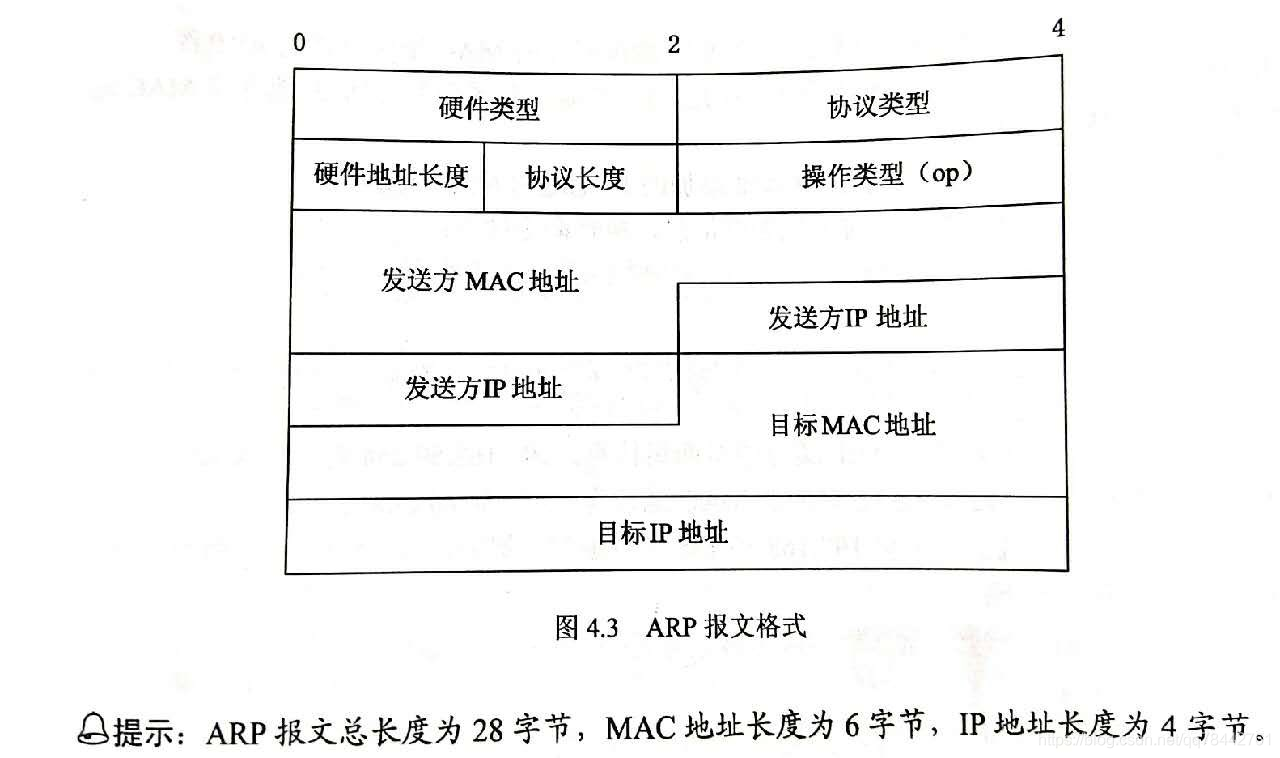 0 2 4
硬件类型 协议类型
硬件地址长度 协议长度 操作类型（op）
发送方 MAC 地址
发送方IP 地址
发送方IP 地址
目标MAC 地址
目标IP 地址
图 4.3 ARP 报文格式
提示：ARP 报文总长度为 28 字节，MAC 地址长度为 6 字节，IP 地址长度为 4 字节。